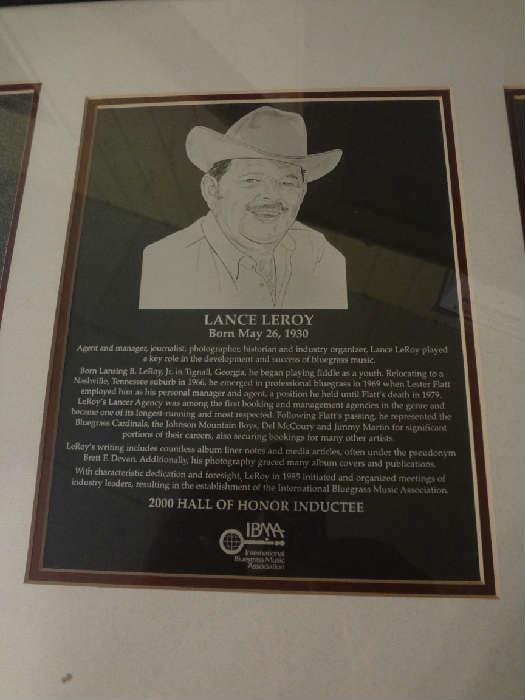 LANCE LEROY
Born May 26, 1930
Agent and manager, journalist, photographer, historian and industry organizer, Lance LeRoy played
a key role in the development and success of bluegrass music.
Born Lansing B. LeRoy, Jr. in Tignall, Georgia, he began playing fiddle as a youth. Relocating to a
Nashville, Tennessee suburb in 1966, he emerged in professional bluegrass in 1969 when Lester Flatt
employed him as his personal manager and agent, a position he held until Flatt's death in 1979.
LeRoy's Lancer Agency was among the first booking and management agencies in the genre and
became one of its longest-running and most respected. Following Flatt's passing, he represented the
Bluegrass Cardinals, the Johnson Mountain Boys, Del McCoury and Jimmy Martin for significant
portions of their careers, also securing bookings for many other artists.
LeRoy's writing includes countless album liner notes and media articles, often under the pseudonym
Brett F. Devan. Additionally, his photography graced many album covers and publications.
With characteristic dedication and foresight, LeRoy in 1985 initiated and organized meetings of
industry leaders, resulting in the establishment of the International Bluegrass Music Association.
2000 HALL OF HONOR INDUCTEE
IBMA
International
Bluegrass Music
Association